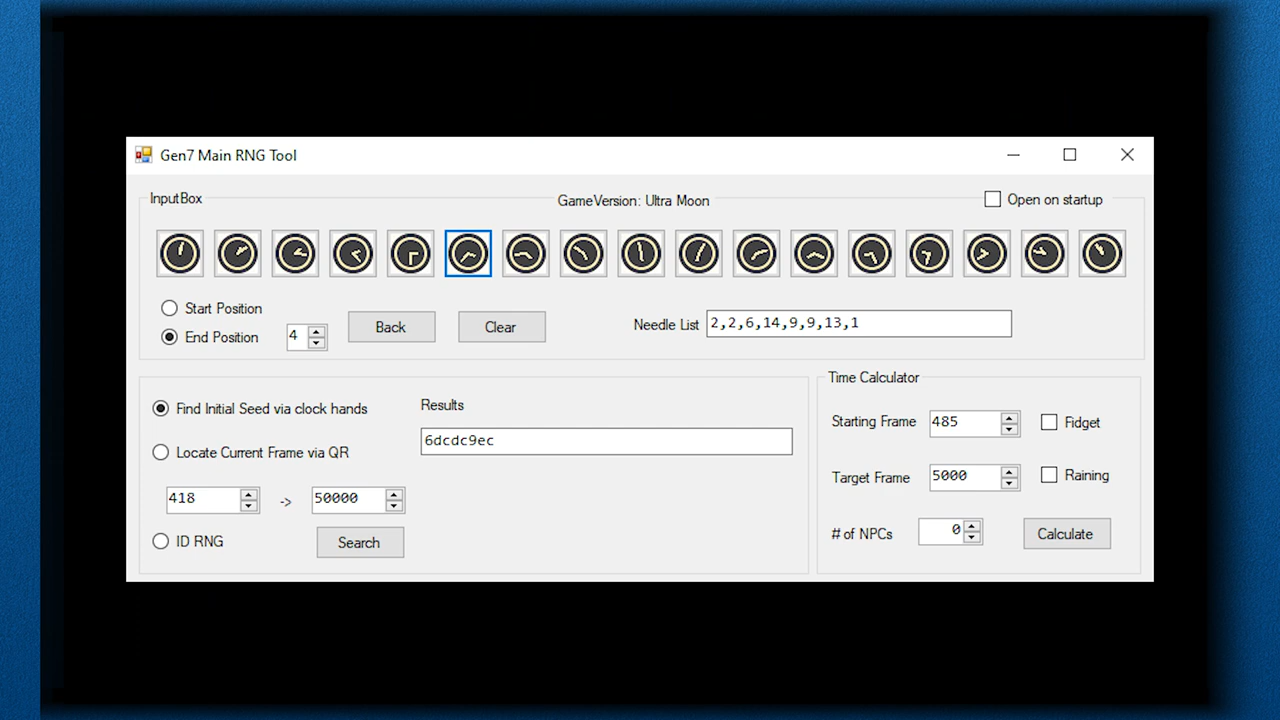 Gen7 Main RNG Tool
InputBox
GameVersion: Ultra Moon
Open on startup
Start Position
End Position
4
Back
Clear
Needle List
2,2,6,14,9,9,13,1
Find Initial Seed via clock hands
Results
6dcdc9ec
Locate Current Frame via QR
418
->
50000
ID RNG
Search
Time Calculator
Starting Frame
485
Fidget
Target Frame
5000
Raining
# of NPCs
0
Calculate